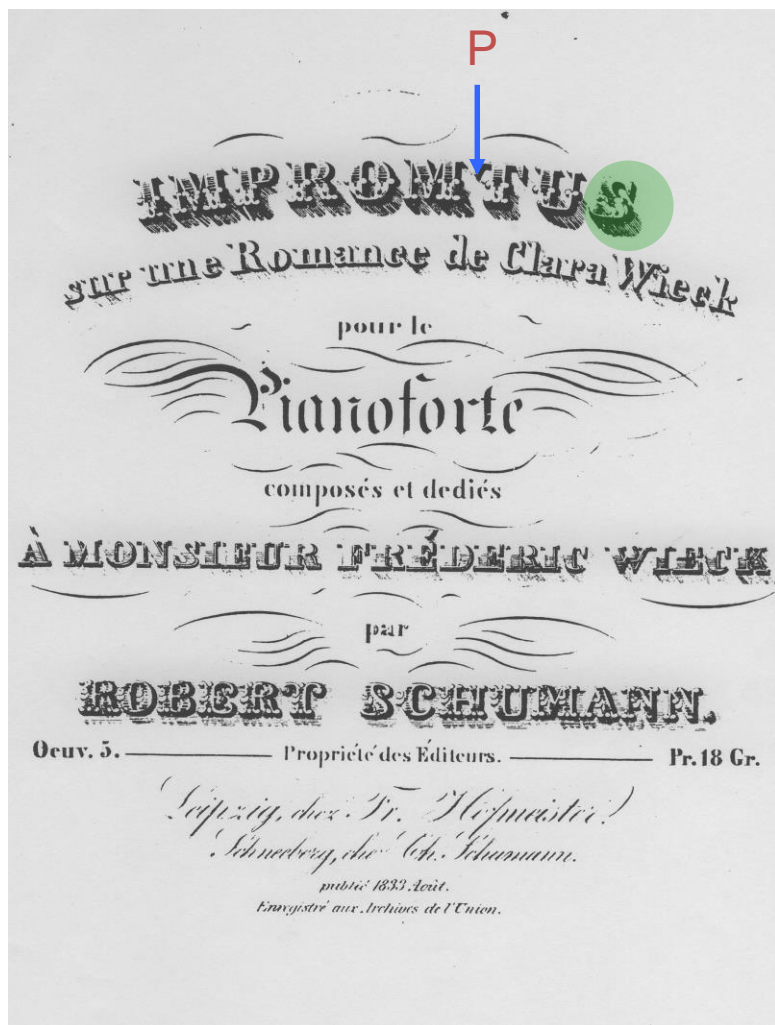 P
IMPROMTUS
sur une Romance de Clara Wieck
pour le
Pianoforte
composés et dediés
À MONSIEUR FRÉDERIC WIECK
par
ROBERT SCHUMANN.
Oeuv. 5. Propriété des Editeurs. Pr. 18 Gr.
Leipzig, chez Fr. Hofmeister.
Schneeberg, chez Ch. Schumann.
publié 1833 Août.
Enregistré aux Archives de l'Union.